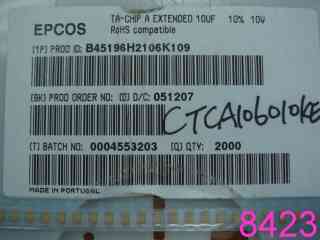 EPCOS
TA-CHIP A EXTENDED 10UF 10% 10V
RoHS compatible
[1P] PROD ID: B45196H2106K109
[9K] PROD ORDER NO: [D] D/C: 051207
CTCA106010KE
[T] BATCH NO: 0004553203 [Q] QTY: 2000
MADE IN PORTUGAL
8423